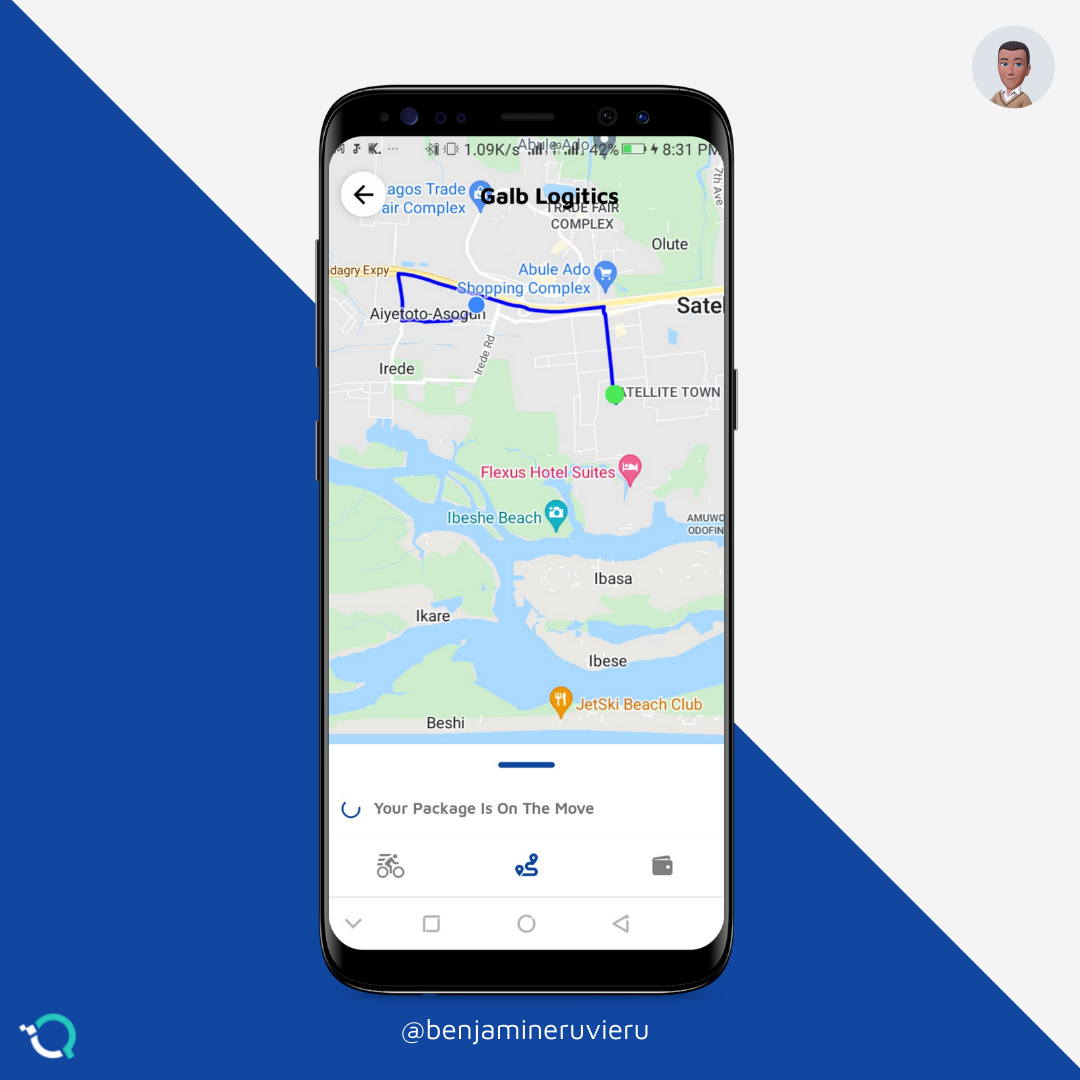 1.09K/s
42%
8:31 PM
Abule Ado
7th Ave
agos Trade
air Complex
Galb Logitics
TRADE FAIR
COMPLEX
Olute
dagry Expy
Abule Ado
Shopping Complex
Satel
Aiyetoto-Asogun
Irede Rd
Irede
ATELLITE TOWN
Flexus Hotel Suites
Ibeshe Beach
AMUWO
ODOFIN
Ibasa
Ikare
Ibese
JetSki Beach Club
Beshi
Your Package Is On The Move
@benjamineruvieru